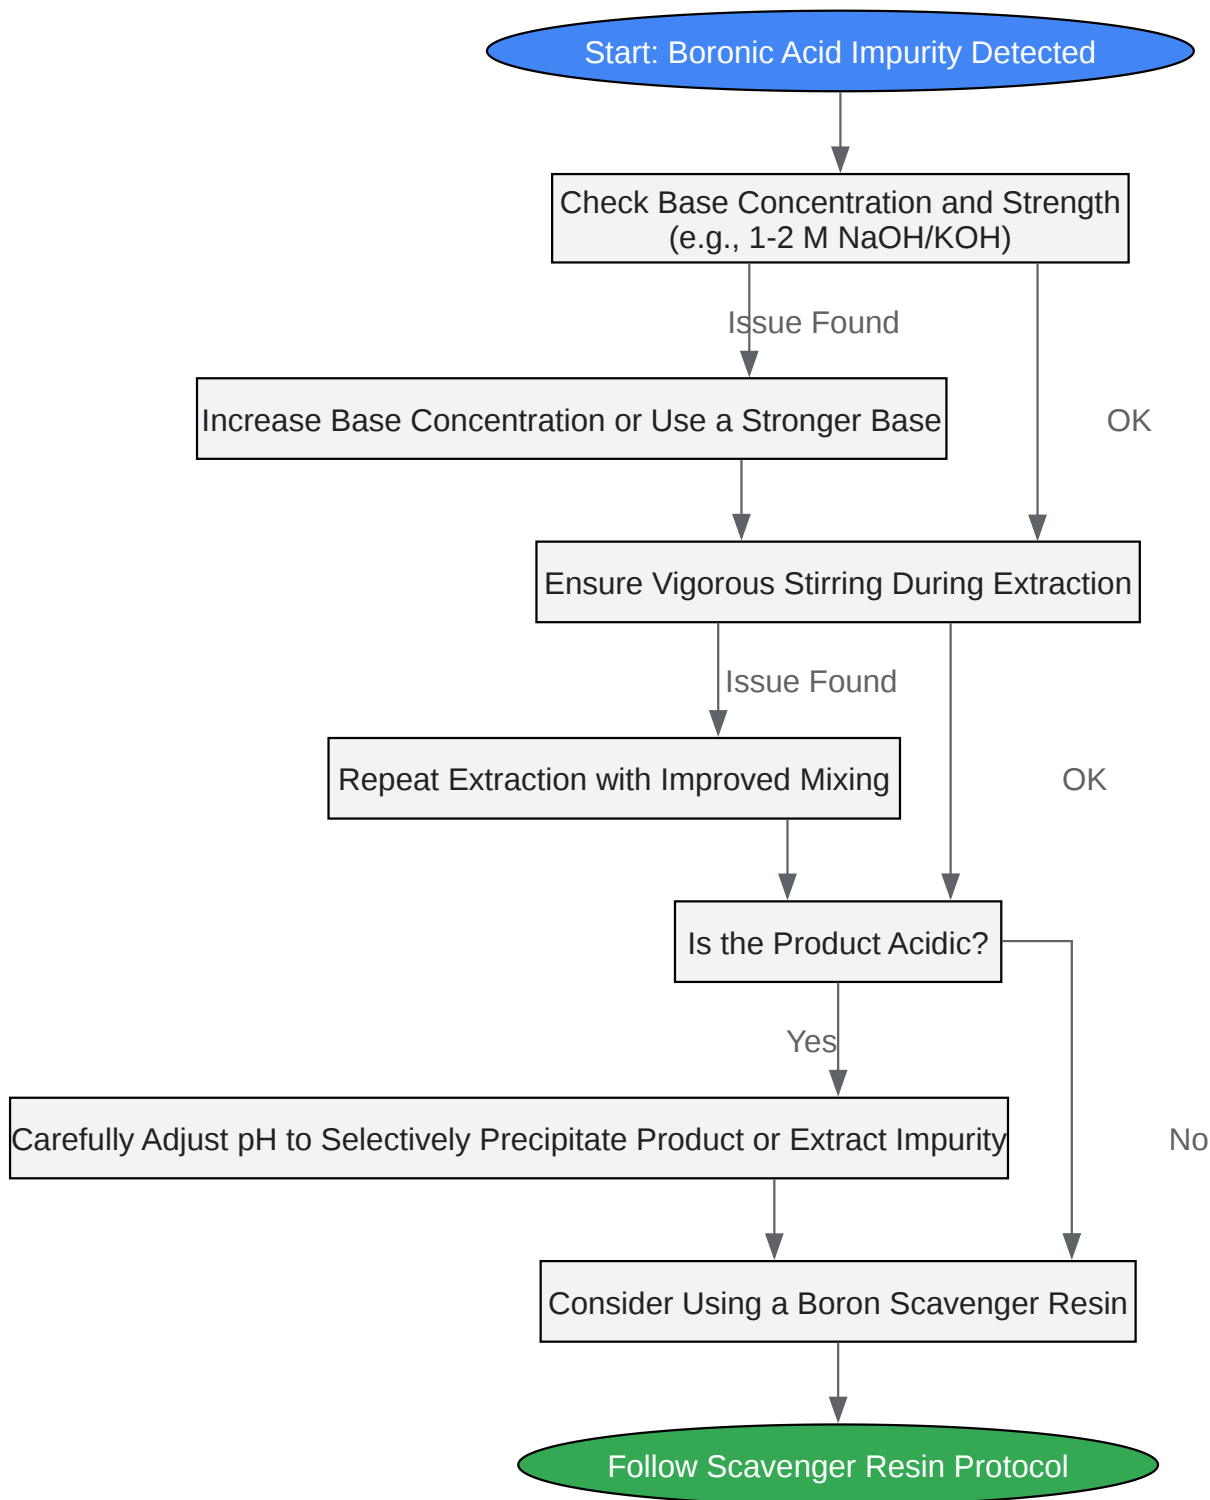 Start: Boronic Acid Impurity Detected
Check Base Concentration and Strength
(e.g., 1-2 M NaOH/KOH)
Issue Found
Increase Base Concentration or Use a Stronger Base
OK
Ensure Vigorous Stirring During Extraction
Issue Found
Repeat Extraction with Improved Mixing
OK
Is the Product Acidic?
Yes
Carefully Adjust pH to Selectively Precipitate Product or Extract Impurity
No
Consider Using a Boron Scavenger Resin
Follow Scavenger Resin Protocol